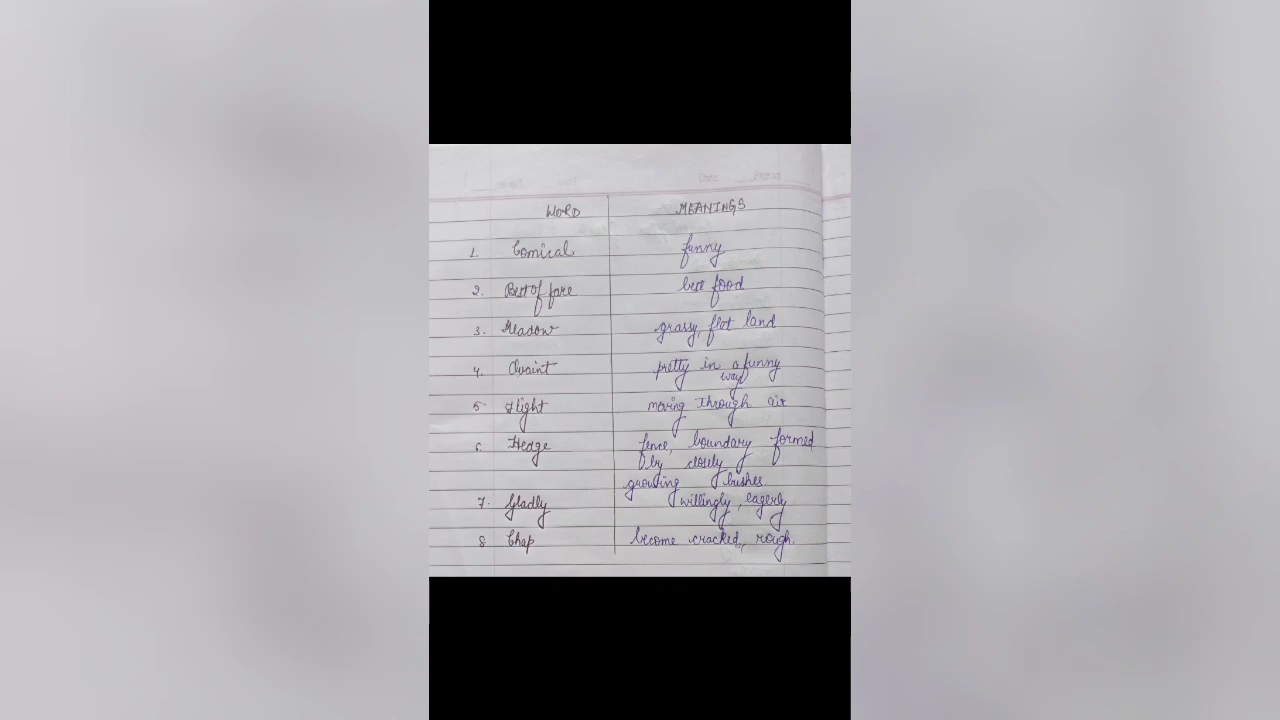 WORD MEANINGS
1. Comical funny
2. Best of fare best food
3. Meadow grassy, flat land
4. Quaint pretty in a funny
way
5 Flight moving through air
6. Hedge fence, boundary formed
by closely
growing bushes
7. Gladly willingly, eagerly
8 Chap become cracked, rough.